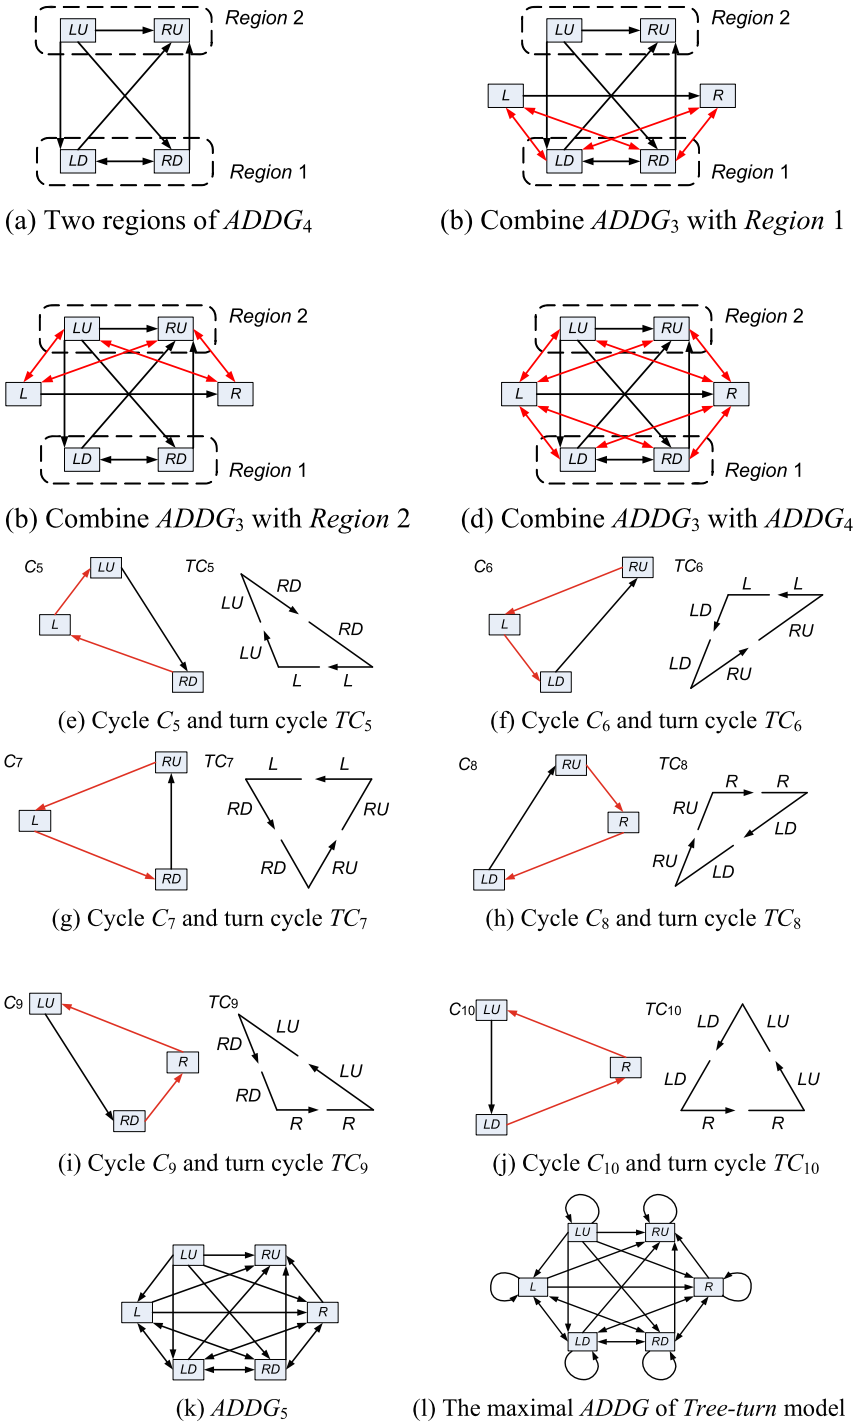 LU RU Region 2
LD RD Region 1
(a) Two regions of ADDG4
LU RU Region 2
L R
LD RD Region 1
(b) Combine ADDG3 with Region 1
LU RU Region 2
L R
LD RD Region 1
(b) Combine ADDG3 with Region 2
LU RU Region 2
L R
LD RD Region 1
(d) Combine ADDG3 with ADDG4
C5 LU TC5 RD
L LU RD
RD LU L L
(e) Cycle C5 and turn cycle TC5
C6 RU TC6 L L
L LD RU
LD LD RU
(f) Cycle C6 and turn cycle TC6
C7 RU TC7 L L
L RD RU
RD RD RU
(g) Cycle C7 and turn cycle TC7
C8 RU TC8 R R
R RU LD
LD RU LD
(h) Cycle C8 and turn cycle TC8
C9 LU TC9 LU
R RD LU
RD RD R R
(i) Cycle C9 and turn cycle TC9
C10 LU TC10 LD LU
R LD LU
LD R R
(j) Cycle C10 and turn cycle TC10
LU RU
L R
LD RD
(k) ADDG5
LU RU
L R
LD RD
(l) The maximal ADDG of Tree-turn model